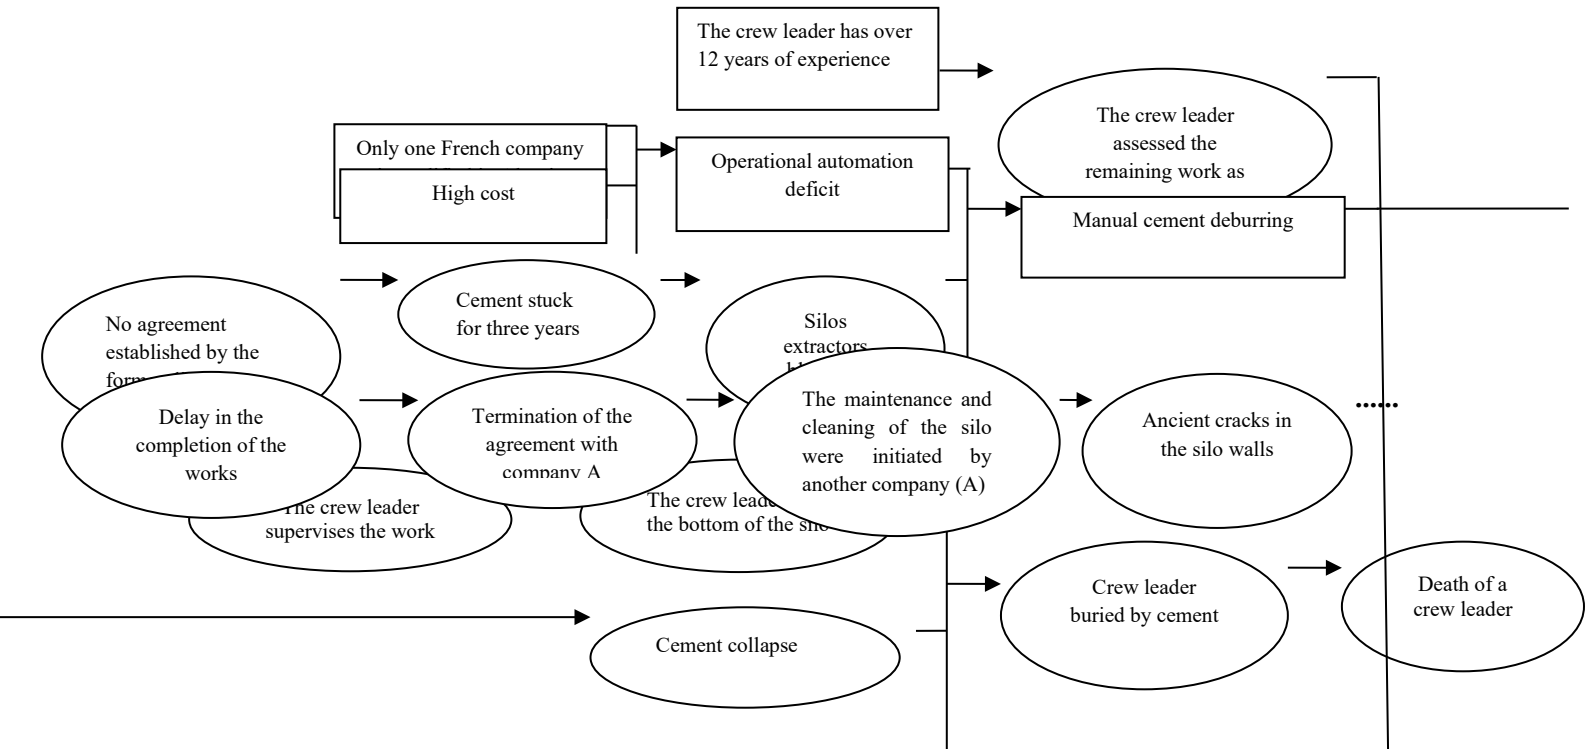 The crew leader has over
12 years of experience
The crew leader
assessed the
remaining work as
Only one French company
High cost
Operational automation
deficit
Manual cement deburring
No agreement
established by the
Cement stuck
for three years
Silos
extractors
Delay in the
completion of the
works
Termination of the
agreement with
company A
The maintenance and
cleaning of the silo
were initiated by
another company (A)
Ancient cracks in
the silo walls
......
The crew leader
supervises the work
The crew
the bottom of the
Crew leader
buried by cement
Death of a
crew leader
Cement collapse